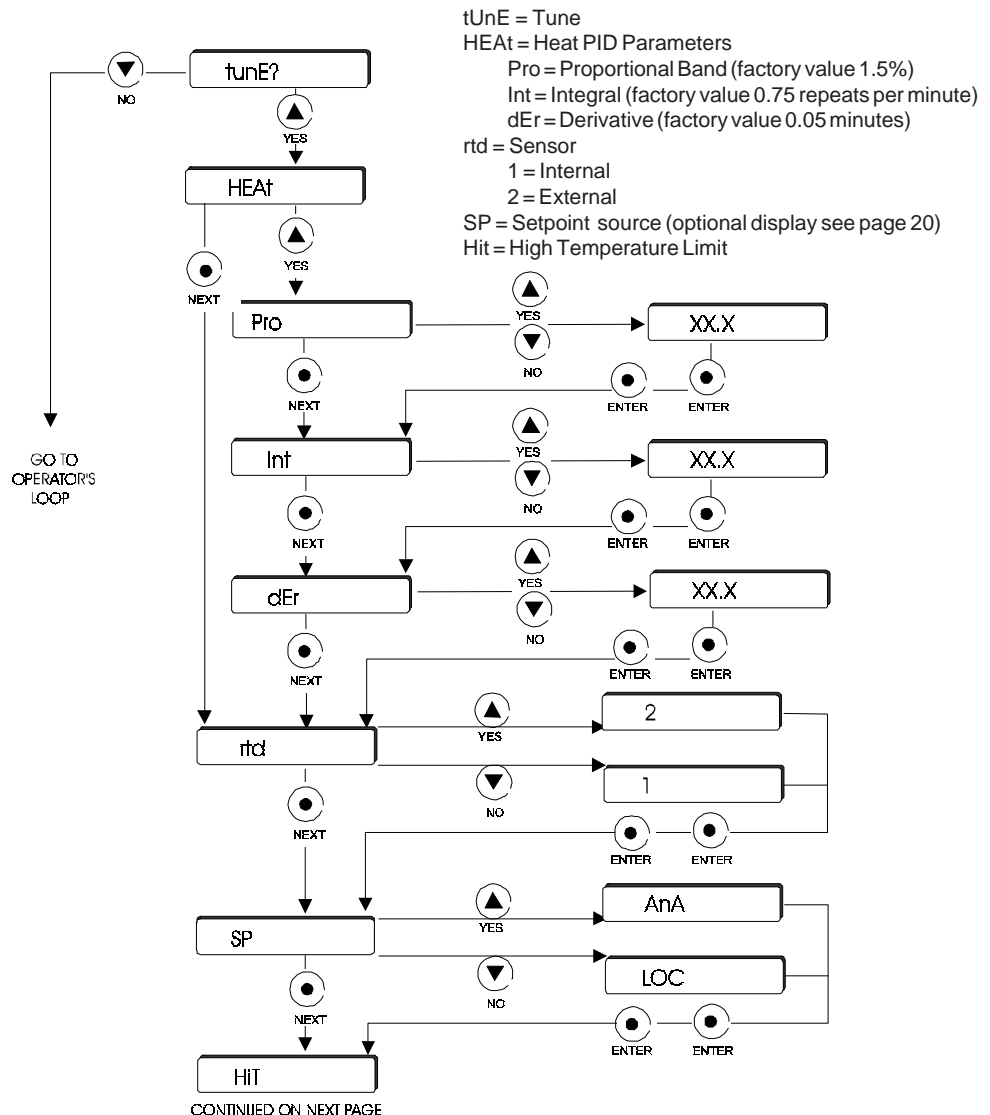 tUnE = Tune
HEAt = Heat PID Parameters
Pro = Proportional Band (factory value 1.5%)
Int = Integral (factory value 0.75 repeats per minute)
dEr = Derivative (factory value 0.05 minutes)
rtd = Sensor
1 = Internal
2 = External
SP = Setpoint source (optional display see page 20)
Hit = High Temperature Limit
tunE?
NO
YES
HEAt
YES
NEXT
Pro
YES
NO
XX.X
NEXT
ENTER
ENTER
GO TO
OPERATOR'S
LOOP
Int
YES
NO
XX.X
NEXT
ENTER
ENTER
dEr
YES
NO
XX.X
NEXT
ENTER
ENTER
rtd
YES
2
NO
1
NEXT
ENTER
ENTER
SP
YES
AnA
NO
LOC
NEXT
ENTER
ENTER
HiT
CONTINUED ON NEXT PAGE